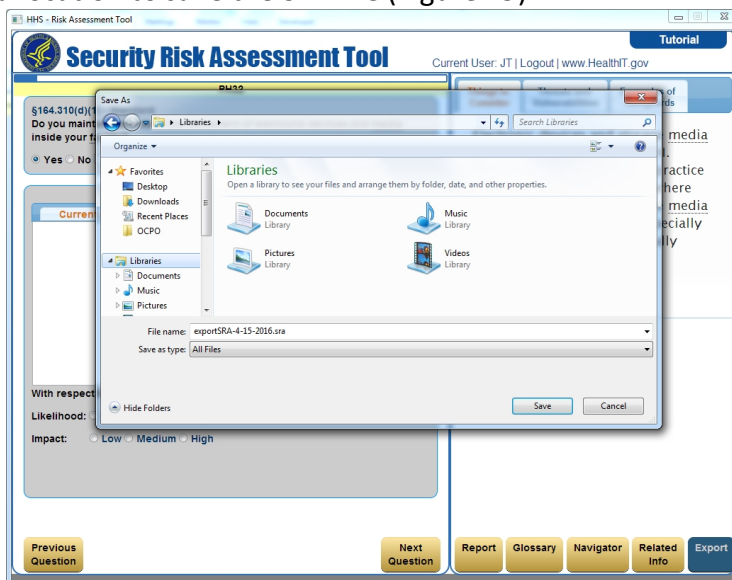 HHS - Risk Assessment Tool
Tutorial
Security Risk Assessment Tool
Current User: JT | Logout | www.HealthIT.gov
PH32
§164.310(d)(1
Do you maint
inside your f
Yes No
Curren
With respect
Likelihood:
Impact: Low Medium High
Save As
Libraries
Search Libraries
Organize
Favorites
Desktop
Downloads
Recent Places
OCPO
Libraries
Documents
Music
Pictures
Libraries
Open a library to see your files and arrange them by folder, date, and other properties.
Documents
Library
Music
Library
Pictures
Library
Videos
Library
File name: exportSRA-4-15-2016.sra
Save as type: All Files
Hide Folders
Save Cancel
media
ractice
here
media
ecially
lly
Previous
Question
Next
Question
Report
Glossary
Navigator
Related
Info
Export